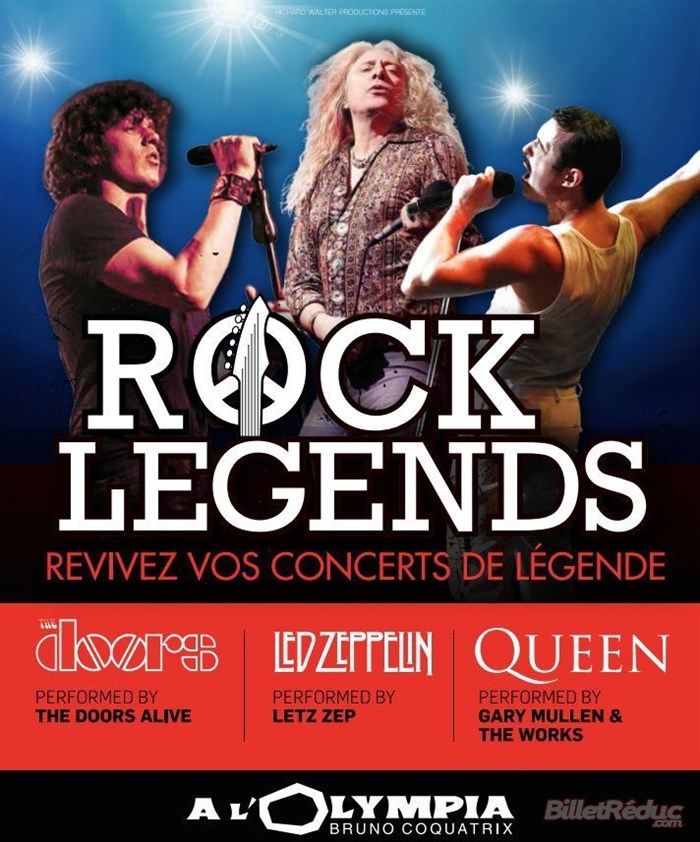 RICHARD WALTER PRODUCTIONS PRÉSENTE
ROCK
LEGENDS
REVIVEZ VOS CONCERTS DE LÉGENDE
THE
doors
PERFORMED BY
THE DOORS ALIVE
LED ZEPPELIN
PERFORMED BY
LETZ ZEP
QUEEN
PERFORMED BY
GARY MULLEN &
THE WORKS
A L'OLYMPIA
BRUNO COQUATRIX
BilletRéduc
.com